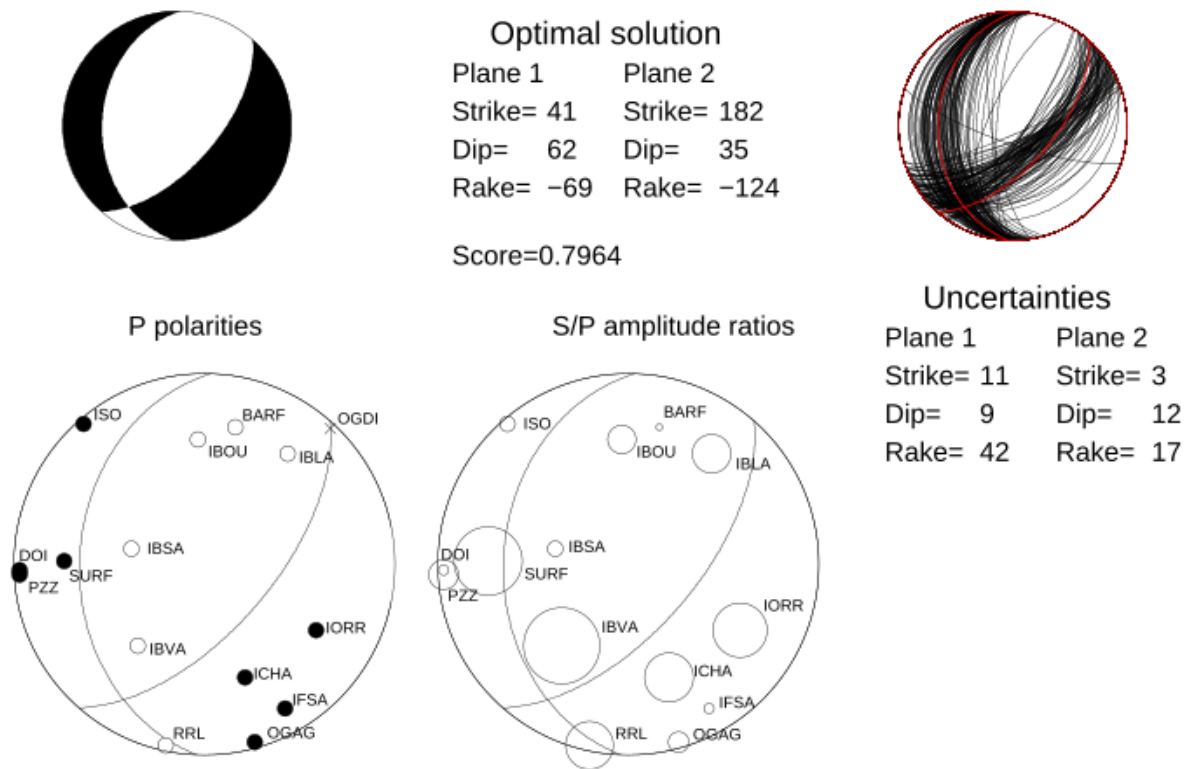 Optimal solution
Plane 1 Plane 2
Strike= 41 Strike= 182
Dip= 62 Dip= 35
Rake= −69 Rake= −124
Score=0.7964
Uncertainties
Plane 1 Plane 2
Strike= 11 Strike= 3
Dip= 9 Dip= 12
Rake= 42 Rake= 17
P polarities
ISO
BARF
OGDI
IBOU
IBLA
IBSA
DOI
SURF
PZZ
IORR
IBVA
ICHA
IFSA
RRL
OGAG
S/P amplitude ratios
BARF
ISO
IBOU
IBLA
IBSA
DOI
SURF
PZZ
IORR
IBVA
ICHA
IFSA
RRL
OGAG